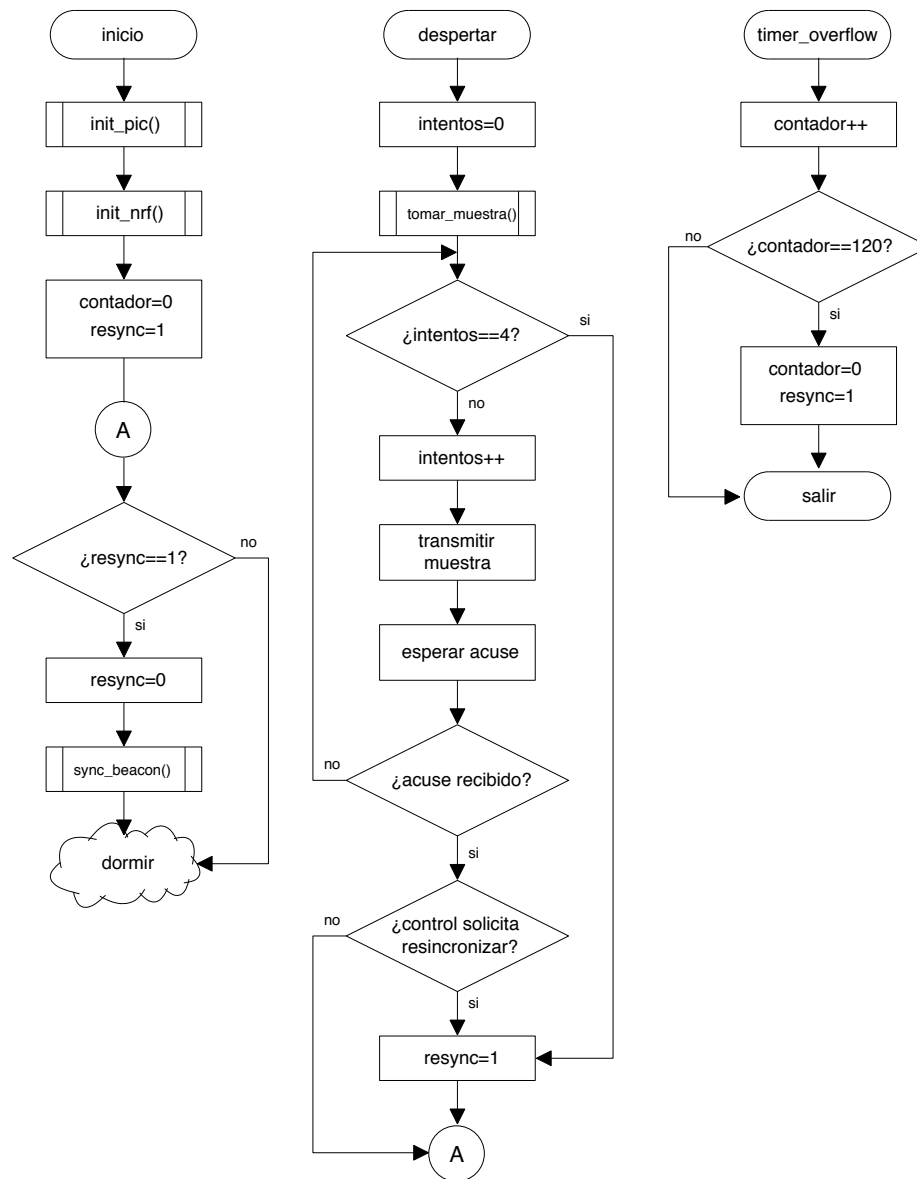 inicio
init_pic()
init_nrf()
contador=0
resync=1
A
¿resync==1?
no
si
resync=0
sync_beacon()
dormir
despertar
intentos=0
tomar_muestra()
¿intentos==4?
si
no
intentos++
transmitir
muestra
esperar acuse
¿acuse recibido?
no
si
¿control solicita
resincronizar?
no
si
resync=1
A
timer_overflow
contador++
¿contador==120?
no
si
contador=0
resync=1
salir